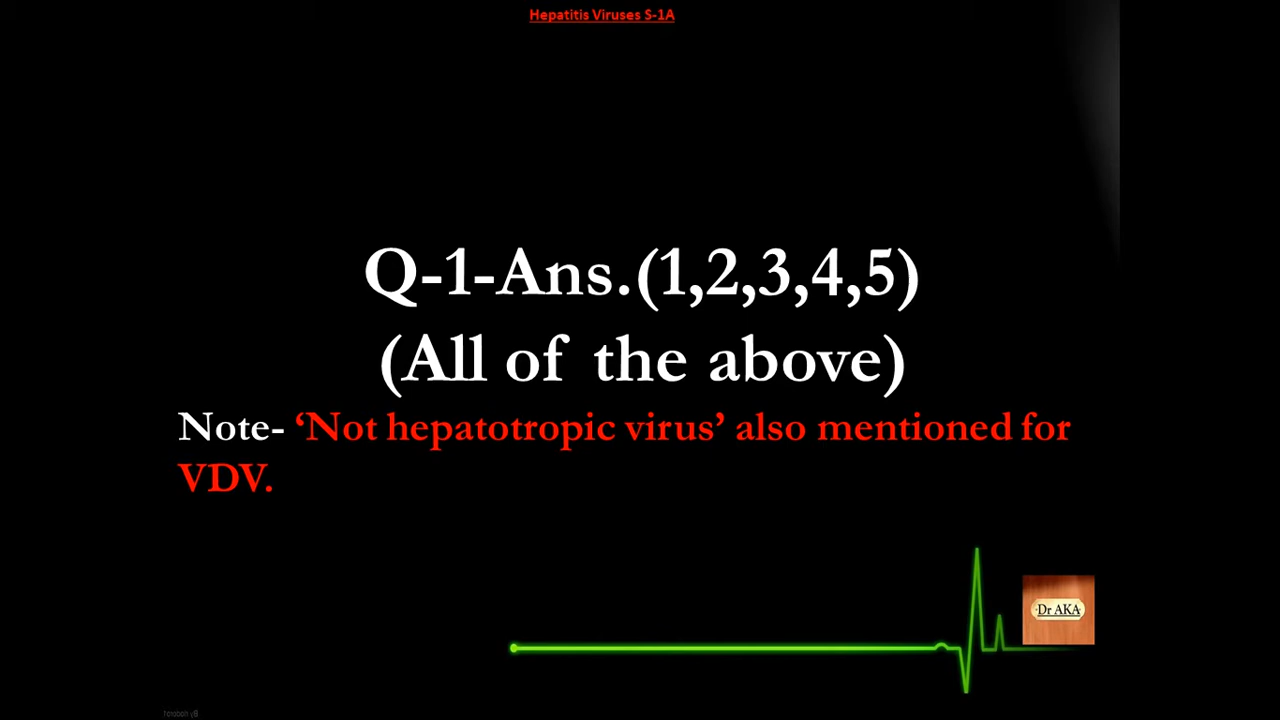 Hepatitis Viruses S-1A
Q-1-Ans.(1,2,3,4,5)
(All of the above)
Note- ‘Not hepatotropic virus’ also mentioned for
VDV.
Dr AKA